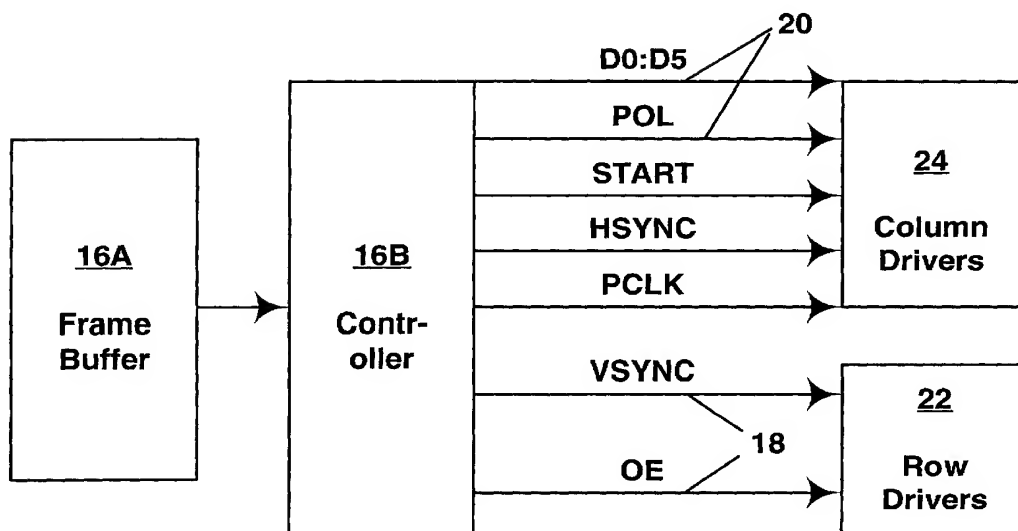 20
D0:D5
POL
START
HSYNC
PCLK
VSYNC
18
OE
16A
Frame
Buffer
16B
Contr-
oller
24
Column
Drivers
22
Row
Drivers